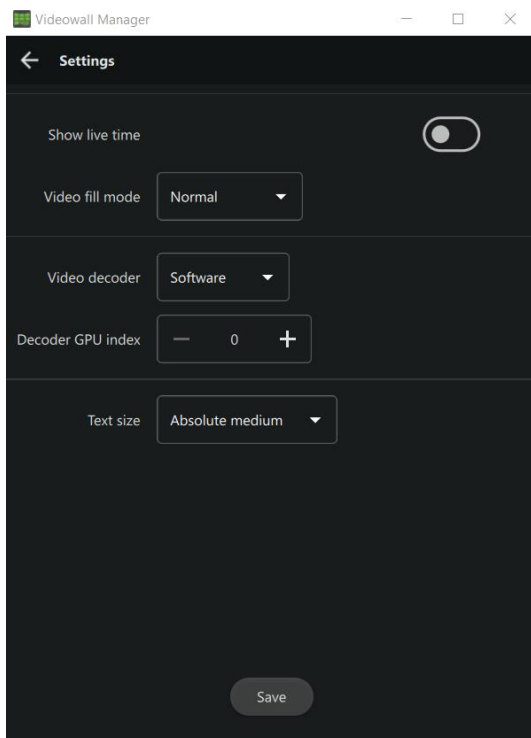 Videowall Manager
Settings
Show live time
Video fill mode Normal
Video decoder Software
Decoder GPU index 0
Text size Absolute medium
Save